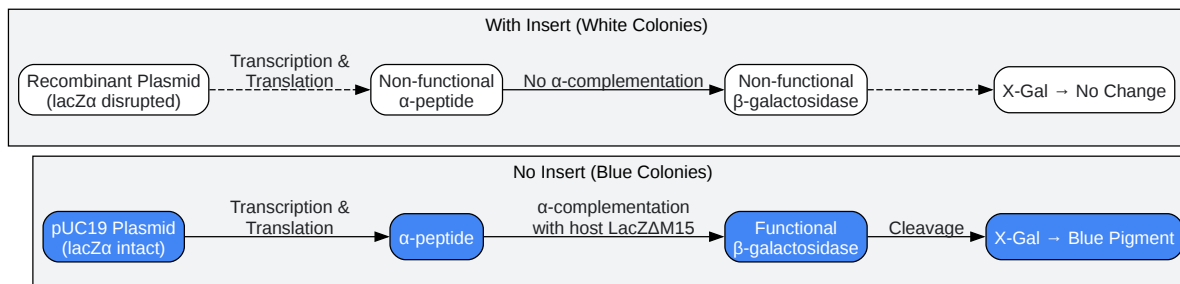 With Insert (White Colonies)
Recombinant Plasmid
(lacZα disrupted)
Transcription &
Translation
Non-functional
α-peptide
No α-complementation
Non-functional
β-galactosidase
X-Gal → No Change
No Insert (Blue Colonies)
pUC19 Plasmid
(lacZα intact)
Transcription &
Translation
α-peptide
α-complementation
with host LacZΔM15
Functional
β-galactosidase
Cleavage
X-Gal → Blue Pigment